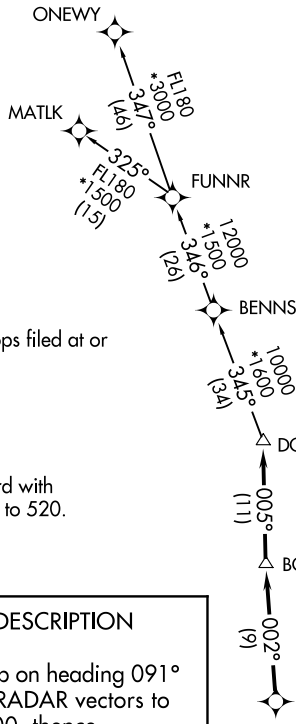 ONEWY
347°
FL180
*3000
(46)
MATLK
325°
FL180
*1500
(15)
FUNNR
12000
*1500
346°
(26)
BENNS
ps filed at or
10000
*1600
345°
(34)
DO
rd with
to 520.
005°
(11)
BO
DESCRIPTION
002°
(9)
b on heading 091°
RADAR vectors to